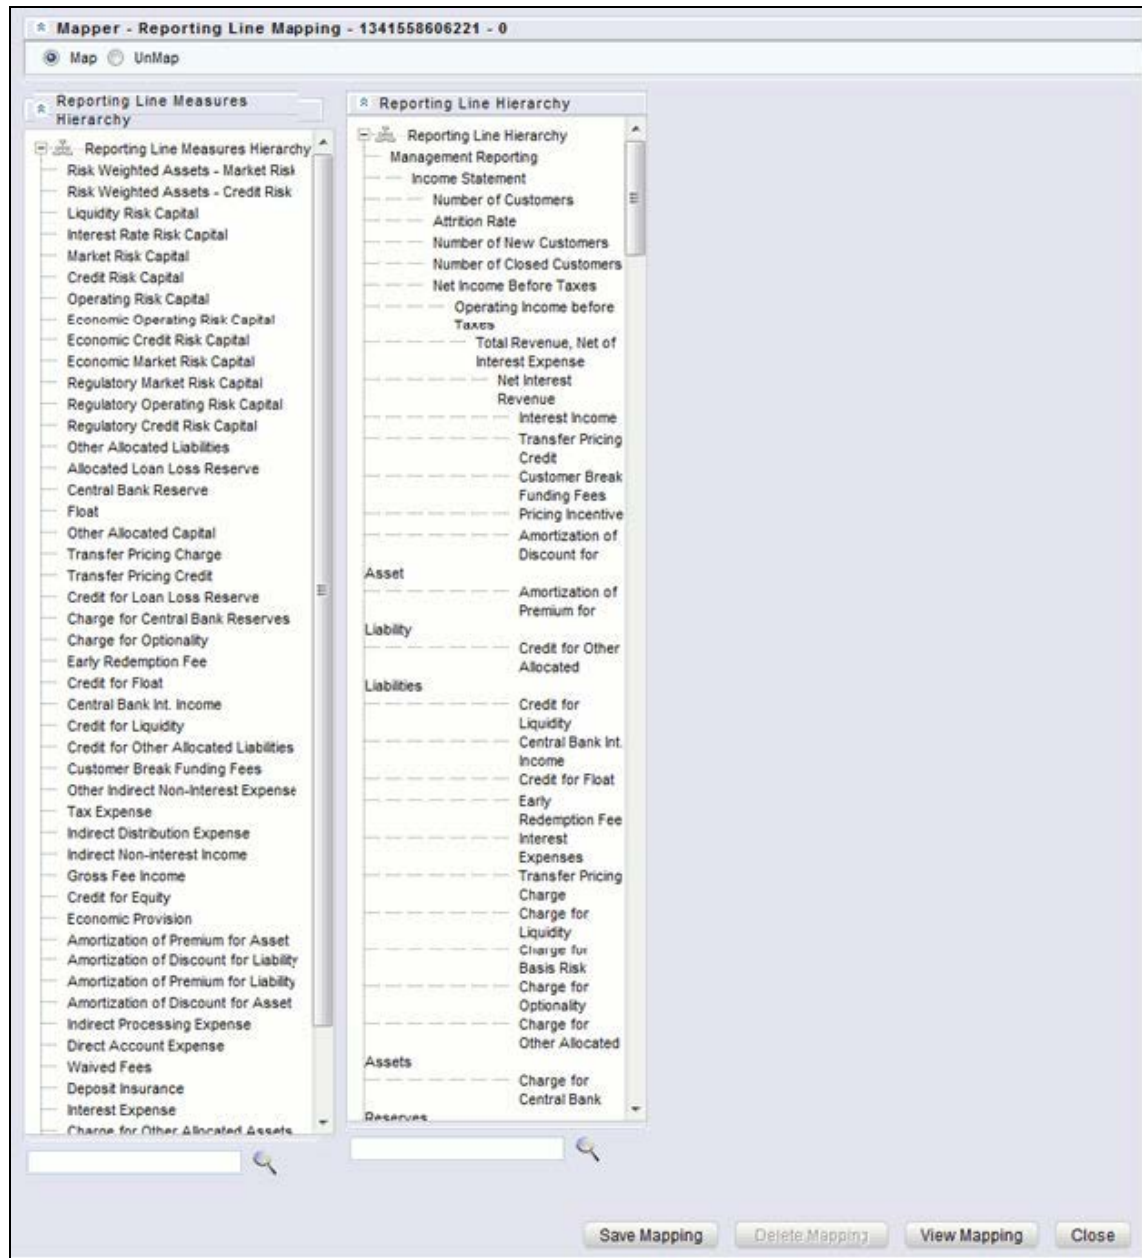 Mapper - Reporting Line Mapping - 1341558606221 - 0
Map UnMap
Reporting Line Measures
Hierarchy
Reporting Line Measures Hierarchy
Risk Weighted Assets - Market Risk
Risk Weighted Assets - Credit Risk
Liquidity Risk Capital
Interest Rate Risk Capital
Market Risk Capital
Credit Risk Capital
Operating Risk Capital
Economic Operating Risk Capital
Economic Credit Risk Capital
Economic Market Risk Capital
Regulatory Market Risk Capital
Regulatory Operating Risk Capital
Regulatory Credit Risk Capital
Other Allocated Liabilities
Allocated Loan Loss Reserve
Central Bank Reserve
Float
Other Allocated Capital
Transfer Pricing Charge
Transfer Pricing Credit
Credit for Loan Loss Reserve
Charge for Central Bank Reserves
Charge for Optionality
Early Redemption Fee
Credit for Float
Central Bank Int. Income
Credit for Liquidity
Credit for Other Allocated Liabilities
Customer Break Funding Fees
Other Indirect Non-Interest Expense
Tax Expense
Indirect Distribution Expense
Indirect Non-interest Income
Gross Fee Income
Credit for Equity
Economic Provision
Amortization of Premium for Asset
Amortization of Discount for Liability
Amortization of Premium for Liability
Amortization of Discount for Asset
Indirect Processing Expense
Direct Account Expense
Waived Fees
Deposit Insurance
Interest Expense
Charge for Other Allocated Assets
Reporting Line Hierarchy
Reporting Line Hierarchy
Management Reporting
Income Statement
Number of Customers
Attrition Rate
Number of New Customers
Number of Closed Customers
Net Income Before Taxes
Operating Income before
Taxes
Total Revenue, Net of
Interest Expense
Net Interest
Revenue
Interest Income
Transfer Pricing
Credit
Customer Break
Funding Fees
Pricing Incentive
Amortization of
Discount for
Asset
Amortization of
Premium for
Liability
Credit for Other
Allocated
Liabilities
Credit for
Liquidity
Central Bank Int.
Income
Credit for Float
Early
Redemption Fee
Interest
Expenses
Transfer Pricing
Charge
Charge for
Liquidity
Charge for
Basis Risk
Charge for
Optionality
Charge for
Other Allocated
Assets
Charge for
Central Bank
Reserves
Save Mapping Delete Mapping View Mapping Close